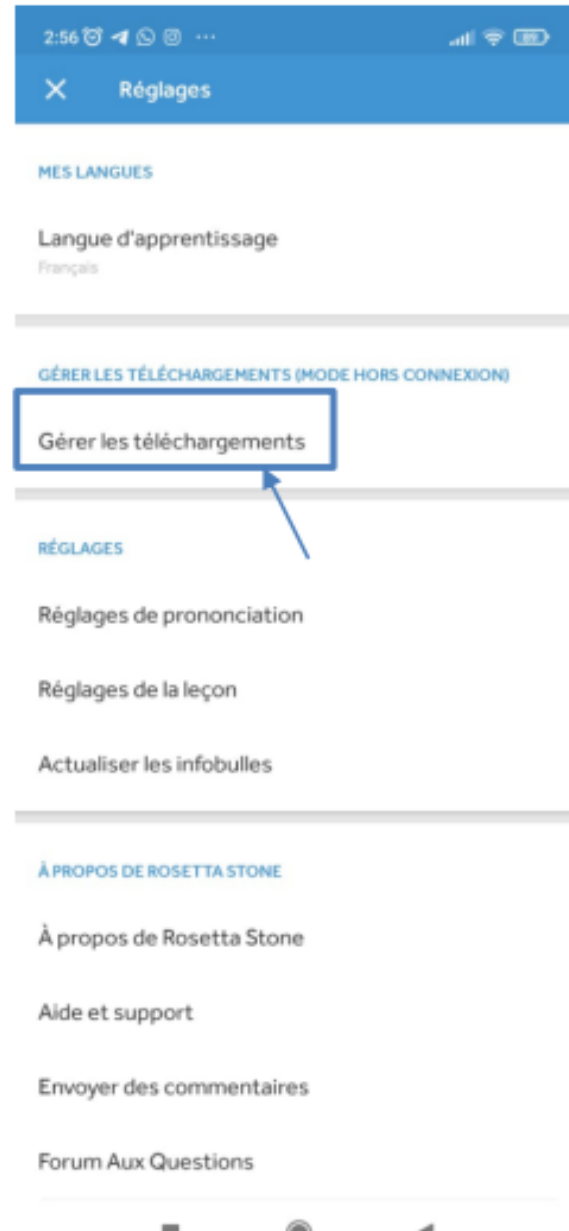 2:56
Réglages
MES LANGUES
Langue d'apprentissage
Français
GÉRER LES TÉLÉCHARGEMENTS (MODE HORS CONNEXION)
Gérer les téléchargements
RÉGLAGES
Réglages de prononciation
Réglages de la leçon
Actualiser les infobulles
À PROPOS DE ROSETTA STONE
À propos de Rosetta Stone
Aide et support
Envoyer des commentaires
Forum Aux Questions